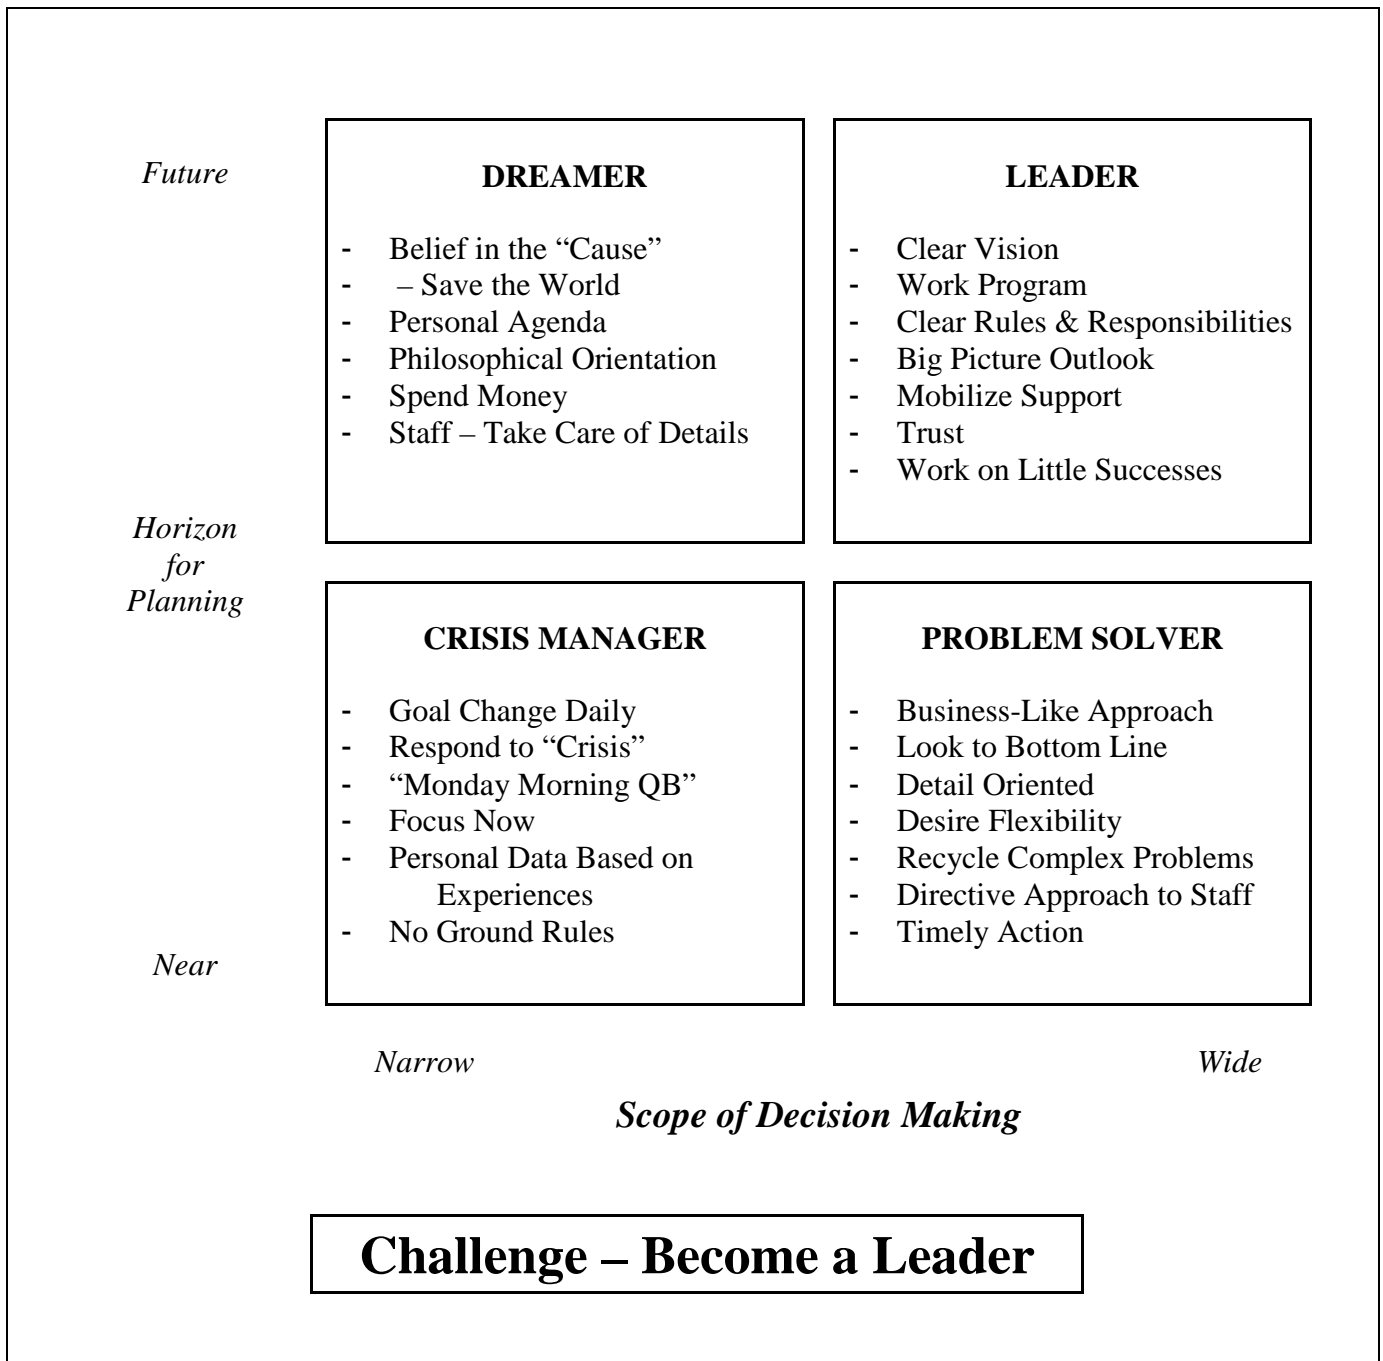 Future
DREAMER
- Belief in the “Cause”
- – Save the World
- Personal Agenda
- Philosophical Orientation
- Spend Money
- Staff – Take Care of Details
LEADER
- Clear Vision
- Work Program
- Clear Rules & Responsibilities
- Big Picture Outlook
- Mobilize Support
- Trust
- Work on Little Successes
Horizon
for
Planning
CRISIS MANAGER
- Goal Change Daily
- Respond to “Crisis”
- “Monday Morning QB”
- Focus Now
- Personal Data Based on
Experiences
- No Ground Rules
PROBLEM SOLVER
- Business-Like Approach
- Look to Bottom Line
- Detail Oriented
- Desire Flexibility
- Recycle Complex Problems
- Directive Approach to Staff
- Timely Action
Near
Narrow
Wide
Scope of Decision Making
Challenge – Become a Leader